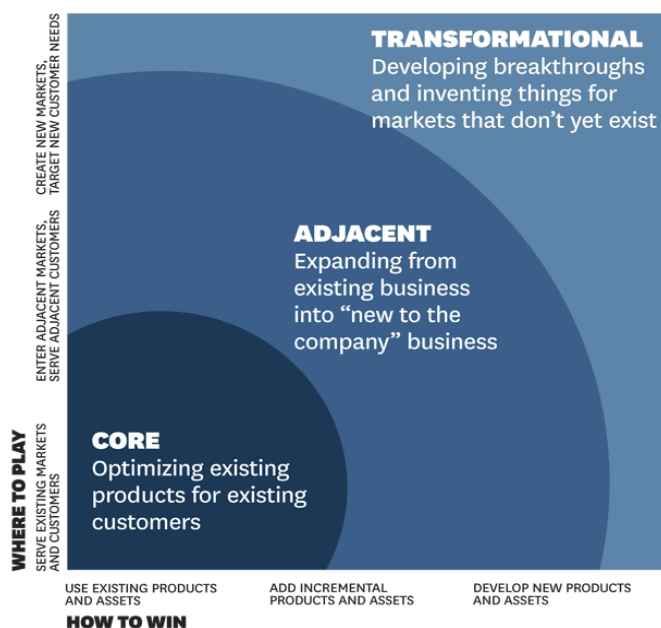 TRANSFORMATIONAL
Developing breakthroughs
and inventing things for
markets that don’t yet exist
ADJACENT
Expanding from
existing business
into “new to the
company” business
CORE
Optimizing existing
products for existing
customers
WHERE TO PLAY
CREATE NEW MARKETS,
TARGET NEW CUSTOMER NEEDS
ENTER ADJACENT MARKETS,
SERVE ADJACENT CUSTOMERS
SERVE EXISTING MARKETS
AND CUSTOMERS
USE EXISTING PRODUCTS
AND ASSETS
ADD INCREMENTAL
PRODUCTS AND ASSETS
DEVELOP NEW PRODUCTS
AND ASSETS
HOW TO WIN